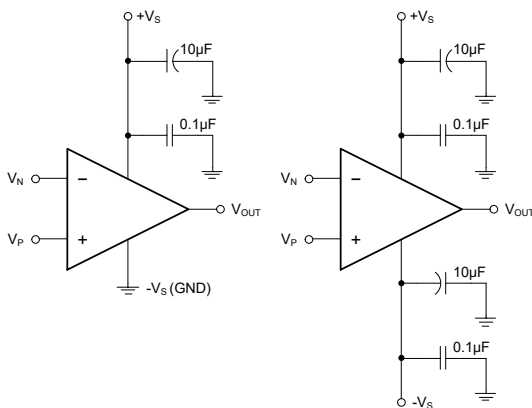 +VS
10µF
0.1µF
VN
−
VP
+
VOUT
-VS (GND)
+VS
10µF
0.1µF
VN
−
VP
+
VOUT
10µF
0.1µF
-VS